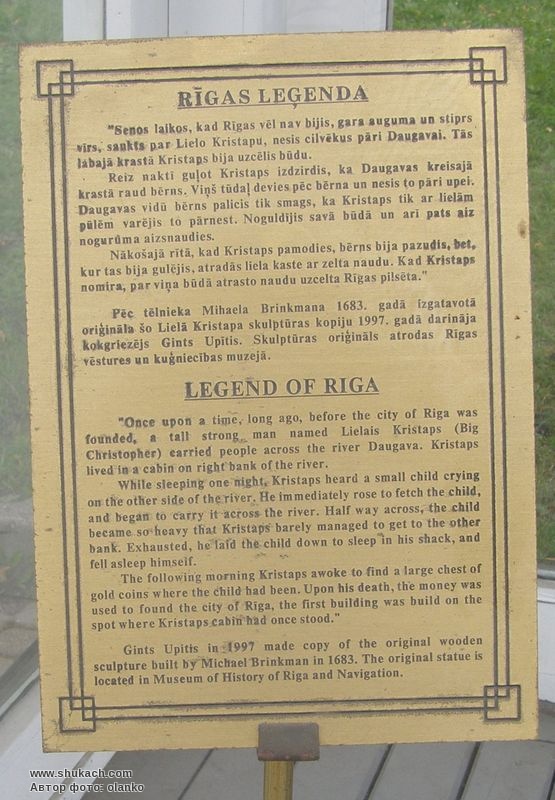 RĪGAS LEĢENDA
"Senos laikos, kad Rīgas vēl nav bijis, gara auguma un stiprs
vīrs, saukts par Lielo Kristapu, nesis cilvēkus pāri Daugavai. Tās
labajā krastā Kristaps bija uzcēlis būdu.
Reiz naktī guļot Kristaps izdzirdis, ka Daugavas kreisajā
krastā raud bērns. Viņš tūdaļ devies pēc bērna un nesis to pāri upei.
Daugavas vidū bērns palicis tik smags, ka Kristaps tik ar lielām
pūlēm varējis to pārnest. Noguldījis savā būdā un arī pats aiz
noguruma aizsnaudies.
Nākošajā rītā, kad Kristaps pamodies, bērns bija pazudis, bet,
kur tas bija gulējis, atradās liela kaste ar zelta naudu. Kad Kristaps
nomira, par viņa būdā atrasto naudu uzcelta Rīgas pilsēta."
Pēc tēlnieka Mihaela Brinkmana 1683. gadā izgatavotā
oriģināla šo Lielā Kristapa skulptūras kopiju 1997. gadā darināja
kokgriezējs Gints Upītis. Skulptūras oriģināls atrodas Rīgas
vēstures un kuģniecības muzejā.
LEGEND OF RIGA
"Once upon a time, long ago, before the city of Riga was
founded, a tall strong man named Lielais Kristaps (Big
Christopher) carried people across the river Daugava. Kristaps
lived in a cabin on right bank of the river.
While sleeping one night, Kristaps heard a small child crying
on the other side of the river. He immediately rose to fetch the child,
and began to carry it across the river. Half way across, the child
became so heavy that Kristaps barely managed to get to the other
bank. Exhausted, he laid the child down to sleep in his shack, and
fell asleep himself.
The following morning Kristaps awoke to find a large chest of
gold coins where the child had been. Upon his death, the money was
used to found the city of Riga, the first building was build on the
spot where Kristaps cabin had once stood."
Gints Upitis in 1997 made copy of the original wooden
sculpture built by Michael Brinkman in 1683. The original statue is
located in Museum of History of Riga and Navigation.
www.shukach.com
Автор фото: olanko